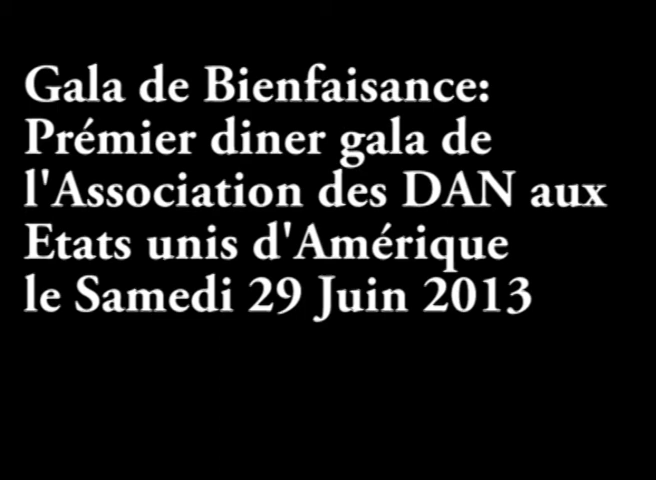 Gala de Bienfaisance:
Prémier diner gala de
l'Association des DAN aux
Etats unis d'Amérique
le Samedi 29 Juin 2013